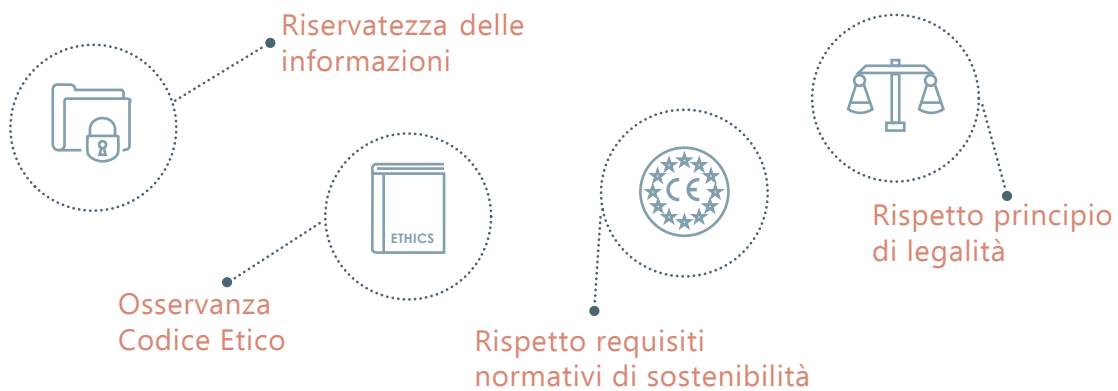 Riservatezza delle
informazioni
ETHICS
Osservanza
Codice Etico
CE
Rispetto requisiti
normativi di sostenibilità
Rispetto principio
di legalità